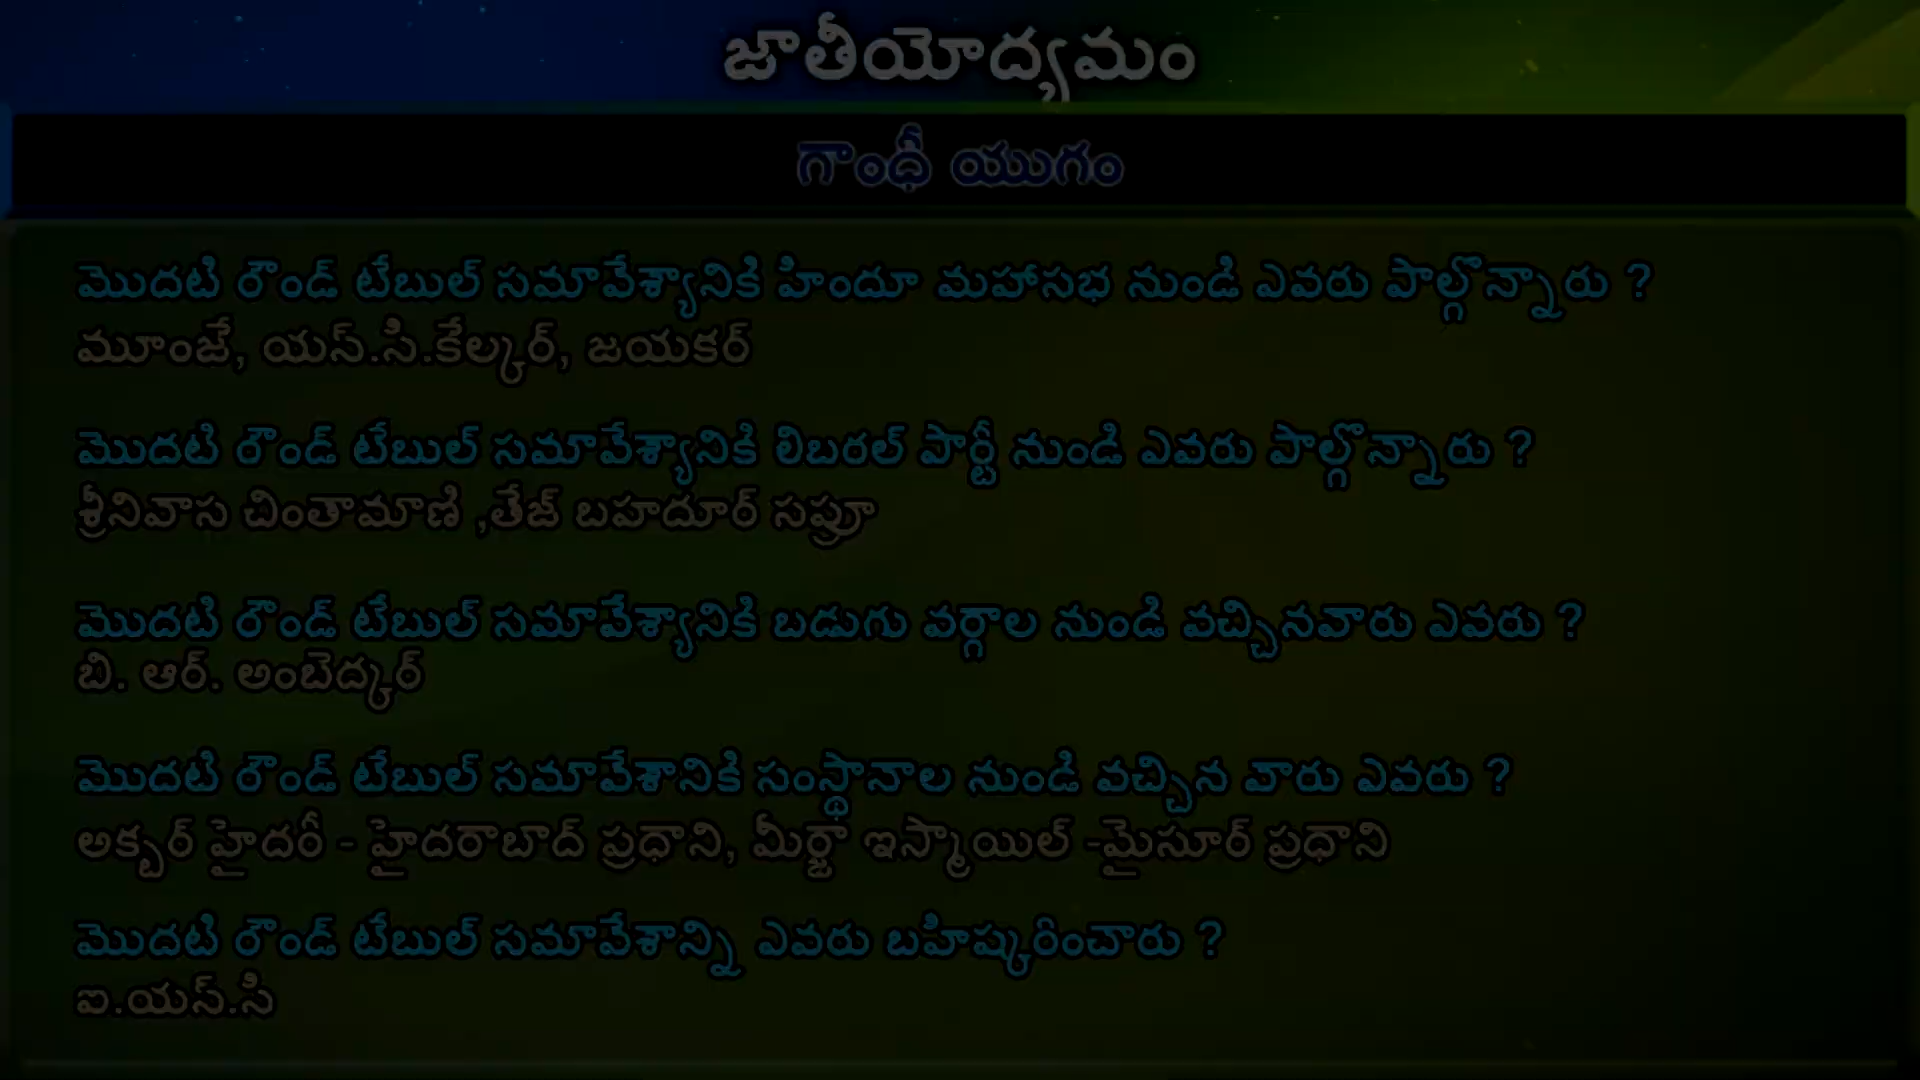 జాతీయోద్యమం
గాంధీ యుగం
మొదటి రౌండ్ టేబుల్ సమావేశ్యానికి హిందూ మహాసభ నుండి ఎవరు పాల్గొన్నారు ?
మూంజే, యస్.సి.కేల్కర్, జయకర్
మొదటి రౌండ్ టేబుల్ సమావేశ్యానికి లిబరల్ పార్టీ నుండి ఎవరు పాల్గొన్నారు ?
శ్రీనివాస చింతామాణి ,తేజ్ బహదూర్ సప్రూ
మొదటి రౌండ్ టేబుల్ సమావేశ్యానికి బడుగు వర్గాల నుండి వచ్చినవారు ఎవరు ?
బి. ఆర్. అంబెద్కర్
మొదటి రౌండ్ టేబుల్ సమావేశానికి సంస్థానాల నుండి వచ్చిన వారు ఎవరు ?
అక్బర్ హైదరీ - హైదరాబాద్ ప్రధాని, మీర్జా ఇస్మాయిల్ -మైసూర్ ప్రధాని
మొదటి రౌండ్ టేబుల్ సమావేశాన్ని ఎవరు బహిష్కరించారు ?
ఐ.యస్.సి